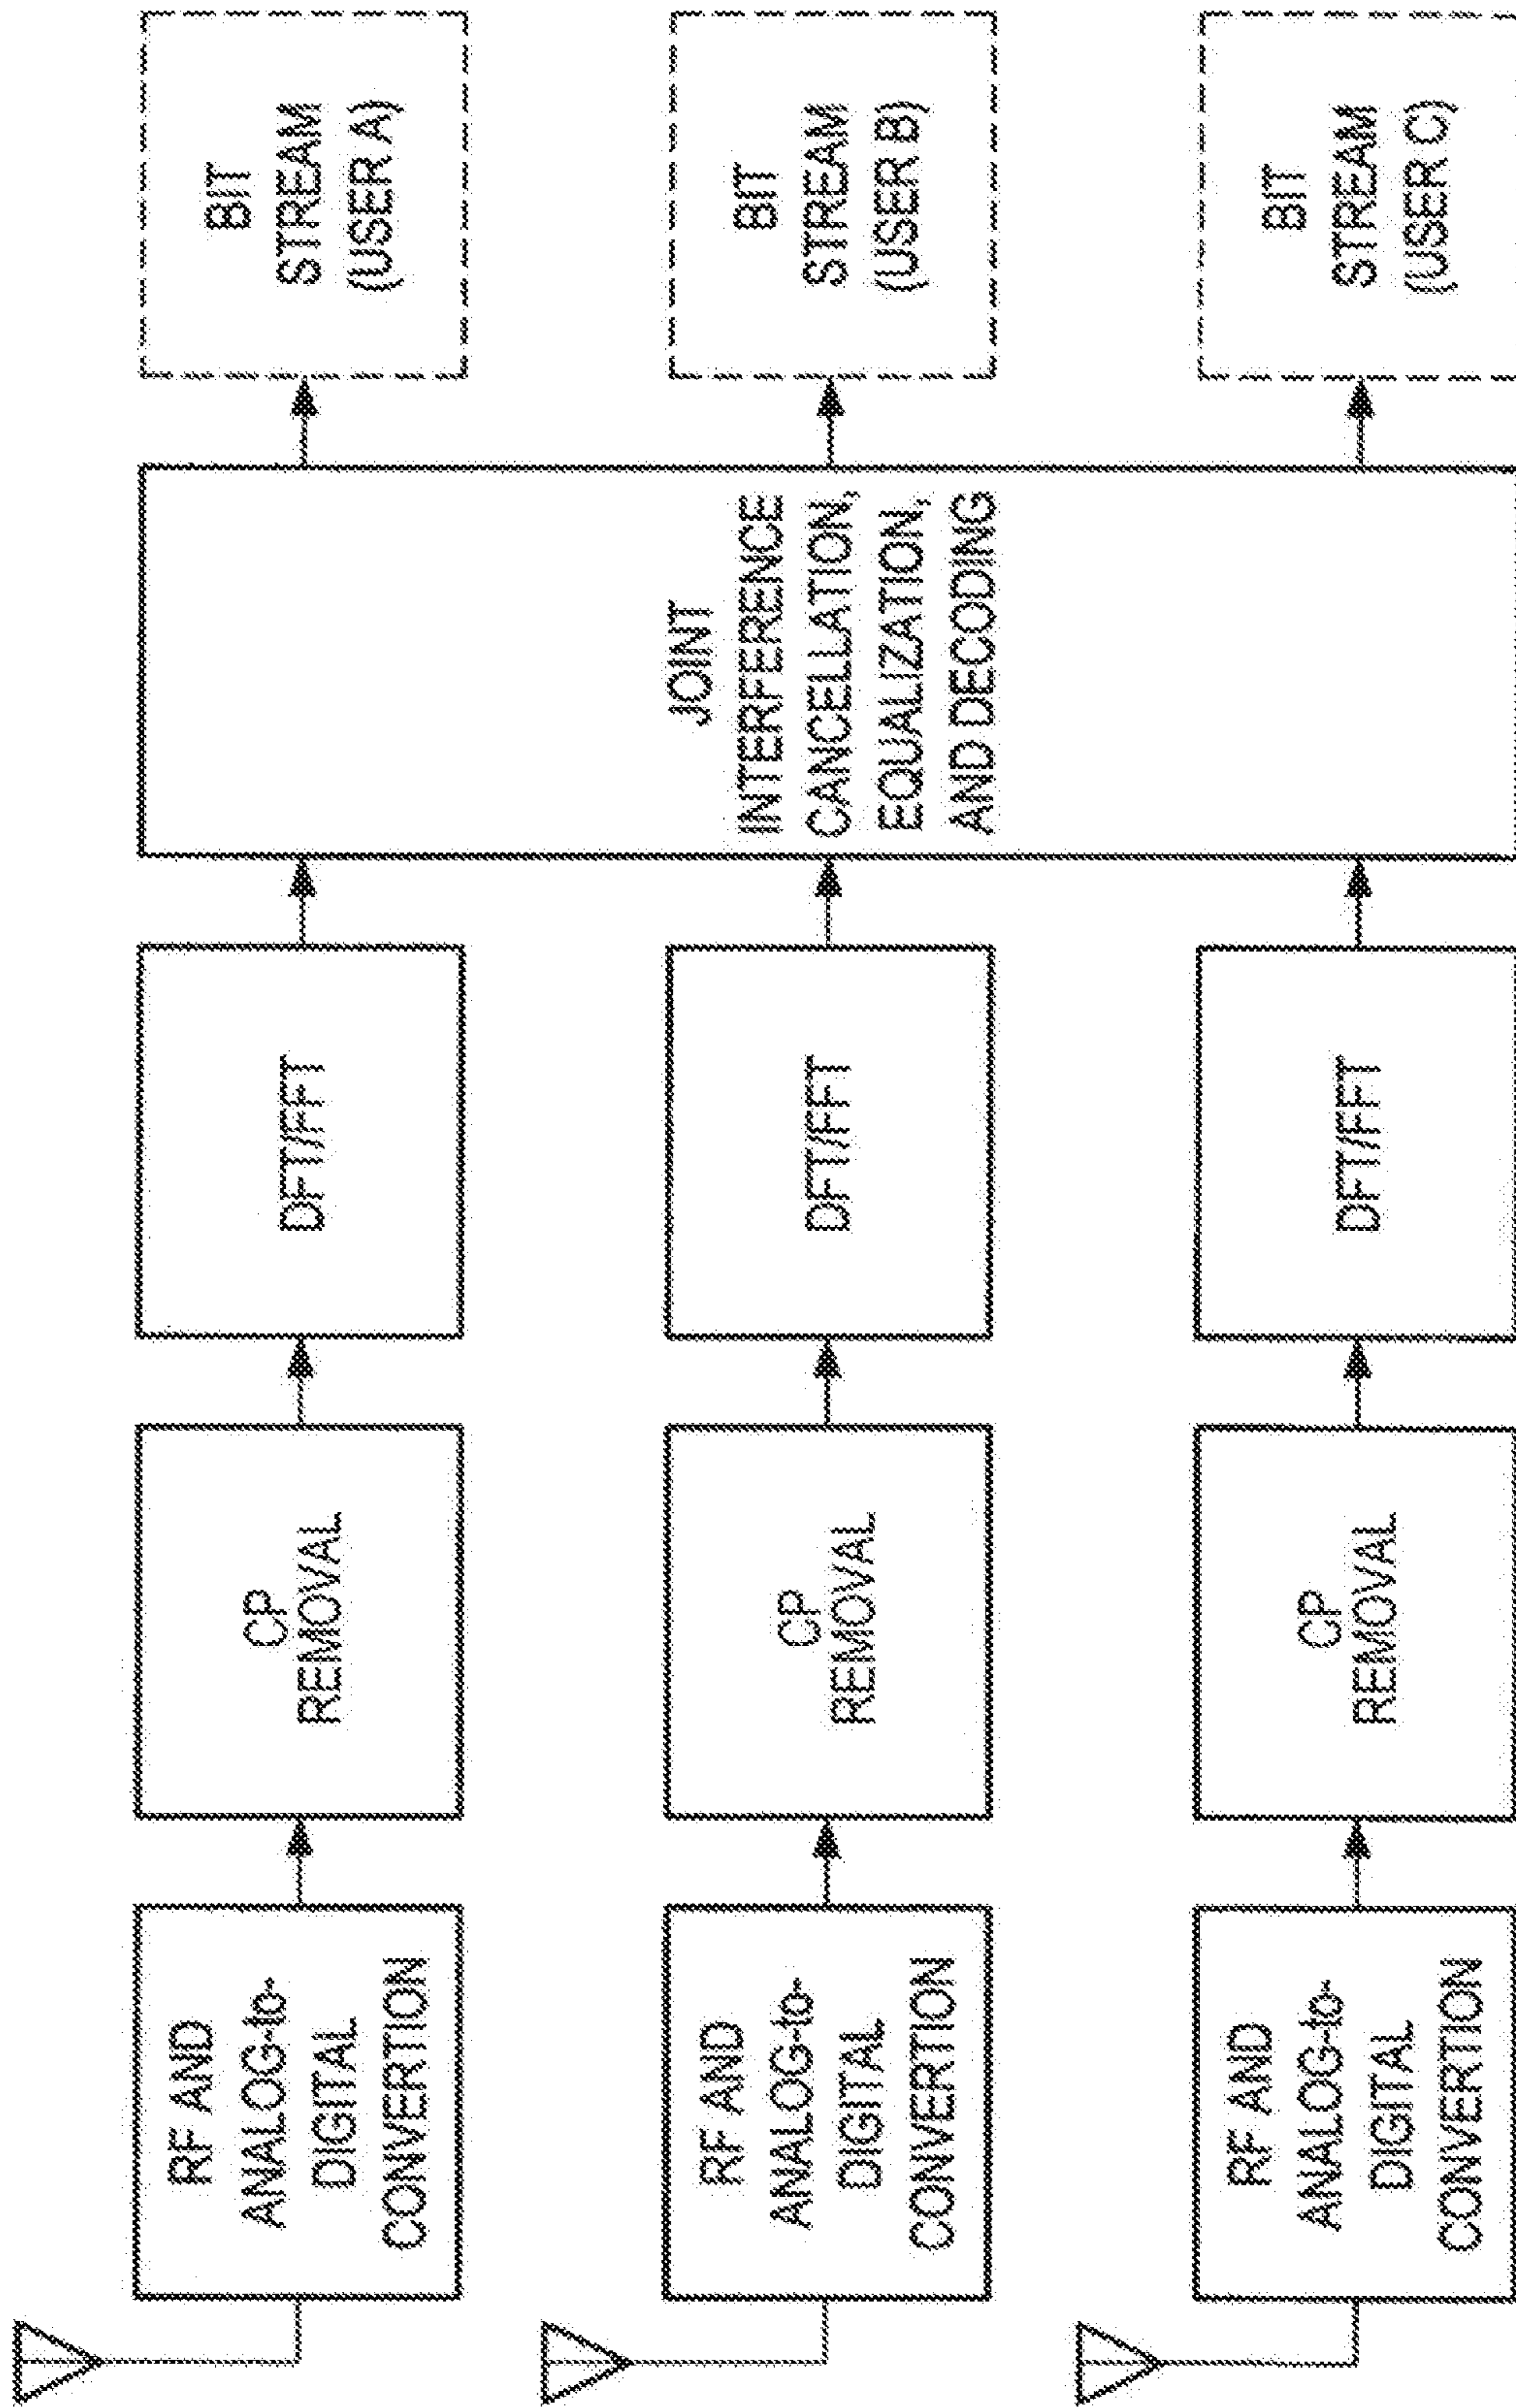 RF AND
ANALOG-to-
DIGITAL
CONVERTION
CP
REMOVAL
DFT/FFT
JOINT
INTERFERENCE
CANCELLATION,
EQUALIZATION,
AND DECODING
BIT
STREAM
(USER A)
RF AND
ANALOG-to-
DIGITAL
CONVERTION
CP
REMOVAL
DFT/FFT
BIT
STREAM
(USER B)
RF AND
ANALOG-to-
DIGITAL
CONVERTION
CP
REMOVAL
DFT/FFT
BIT
STREAM
(USER C)